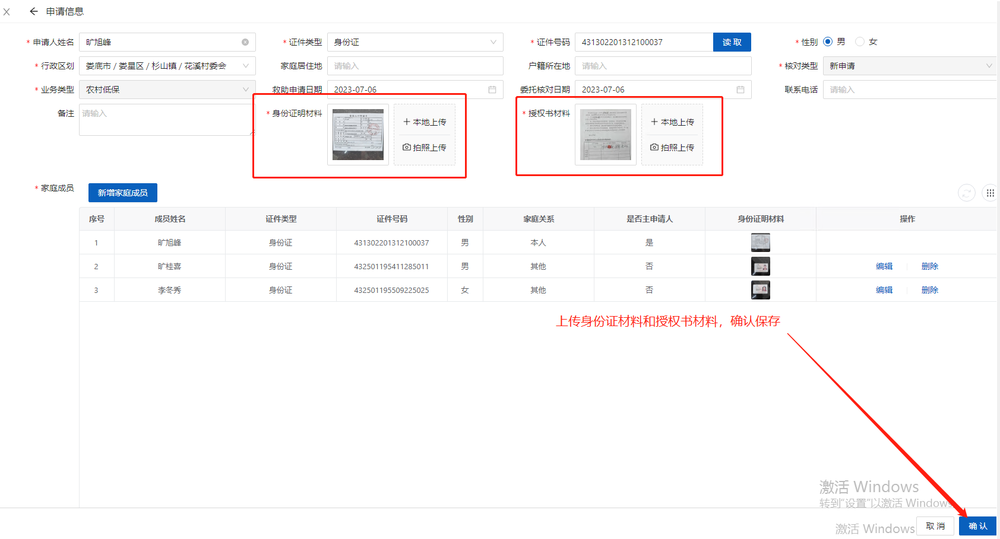 申请信息
* 申请人姓名 旷旭峰 * 证件类型 身份证 * 证件号码 431302201312100037 读 取 * 性别 男 女
* 行政区划 娄底市 / 娄星区 / 杉山镇 / 花溪村委会 家庭居住地 请输入 户籍所在地 请输入 * 核对类型 新申请
* 业务类型 农村低保 救助申请日期 2023-07-06 委托核对日期 2023-07-06 联系电话 请输入
备注 请输入 * 身份证明材料 * 授权书材料
本地上传 本地上传
拍照上传 拍照上传
* 家庭成员 新增家庭成员
序号 成员姓名 证件类型 证件号码 性别 家庭关系 是否主申请人 身份证明材料 操作
1 旷旭峰 身份证 431302201312100037 男 本人 是
2 旷桂喜 身份证 432501195411285011 男 其他 否 编辑 删除
3 李冬秀 身份证 432501195509225025 女 其他 否 编辑 删除
上传身份证材料和授权书材料，确认保存
激活 Windows
转到"设置"以激活 Windows。
激活 Windows
取 消 确 认